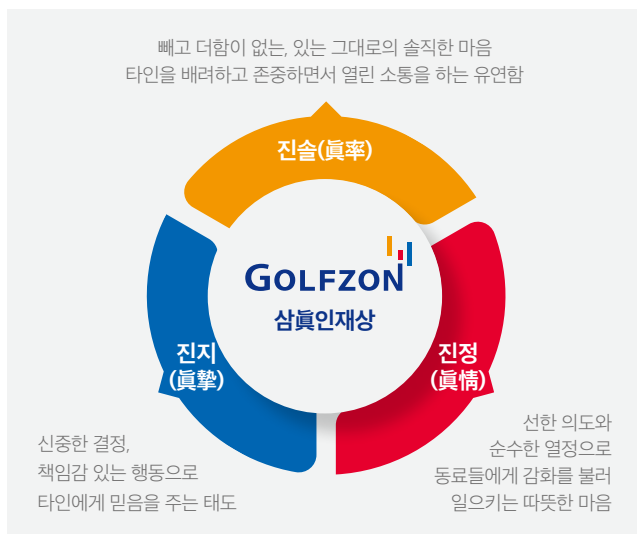 빼고 더함이 없는, 있는 그대로의 솔직한 마음
타인을 배려하고 존중하면서 열린 소통을 하는 유연함
진솔(眞率)
GOLFZON
삼眞인재상
진지
(眞摯)
진정
(眞情)
신중한 결정,
책임감 있는 행동으로
타인에게 믿음을 주는 태도
선한 의도와
순수한 열정으로
동료들에게 감화를 불러
일으키는 따뜻한 마음